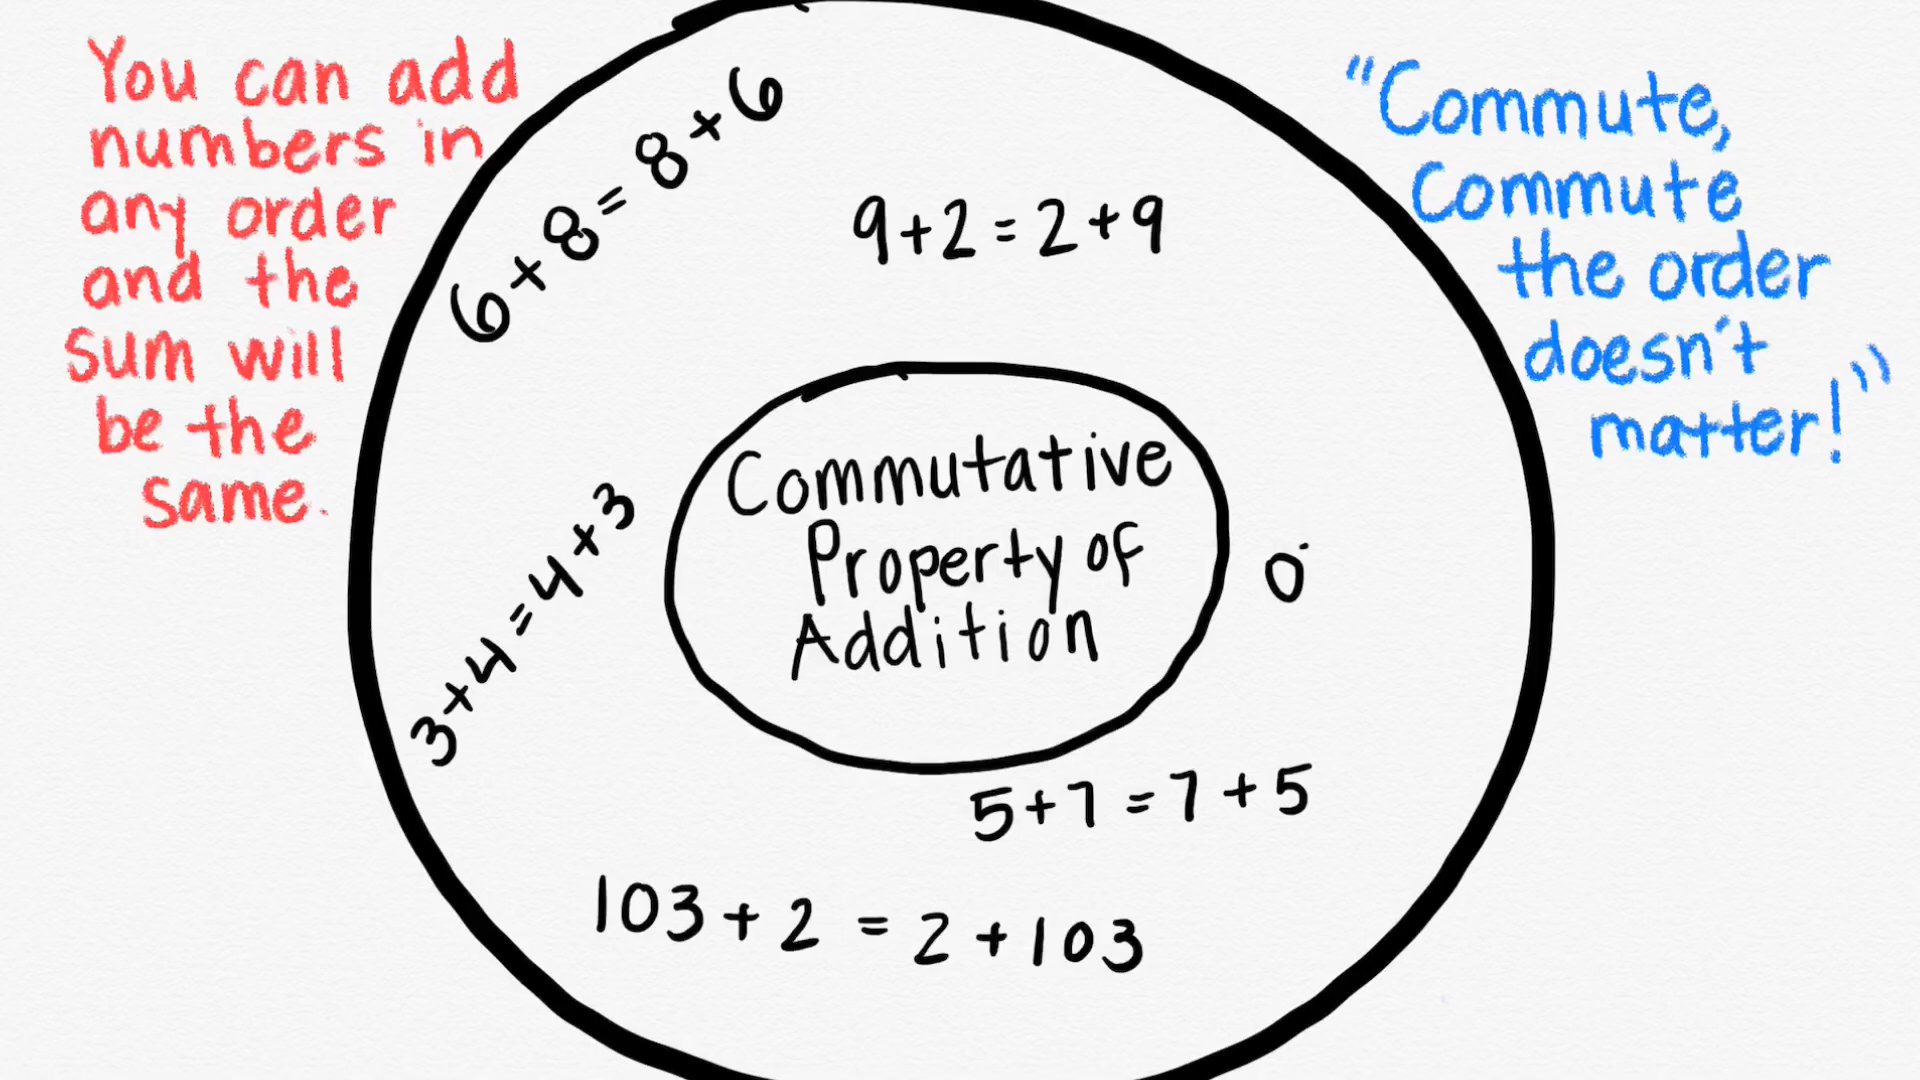 You can add
numbers in
any order
and the
sum will
be the
same.
"Commute,
Commute
the order
doesn't
matter!"
6+8=8+6
9+2=2+9
Commutative
Property of
Addition
3+4=4+3
0
5+7=7+5
103+2=2+103